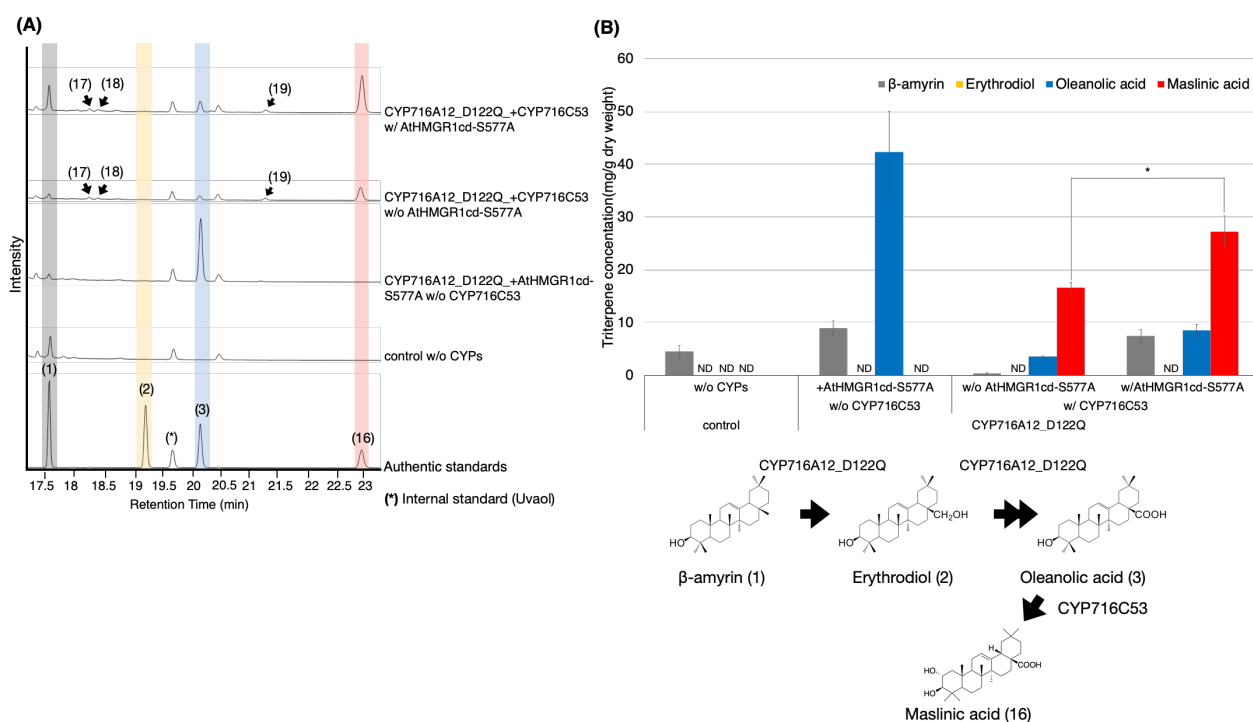 (A)
(17)
(18)
(19)
CYP716A12_D122Q_+CYP716C53
w/ AtHMGR1cd-S577A
(17)
(18)
(19)
CYP716A12_D122Q_+CYP716C53
w/o AtHMGR1cd-S577A
CYP716A12_D122Q_+AtHMGR1cd-
S577A w/o CYP716C53
control w/o CYPs
(1)
(2)
(*)
(3)
(16)
Authentic standards
Intensity
17.5 18 18.5 19 19.5 20 20.5 21 21.5 22 22.5 23
Retention Time (min)
(*) Internal standard (Uvaol)
(B)
Triterpene concentration(mg/g dry weight)
60
50
40
30
20
10
0
β-amyrin Erythrodiol Oleanolic acid Maslinic acid
*
ND ND ND
ND
ND
ND
ND
w/o CYPs
+AtHMGR1cd-S577A
w/o CYP716C53
w/o AtHMGR1cd-S577A
w/AtHMGR1cd-S577A
w/ CYP716C53
control
CYP716A12_D122Q
CYP716A12_D122Q
CYP716A12_D122Q
HO
HO
CH2OH
HO
COOH
β-amyrin (1)
Erythrodiol (2)
Oleanolic acid (3)
CYP716C53
H
HO
COOH
HO
Maslinic acid (16)